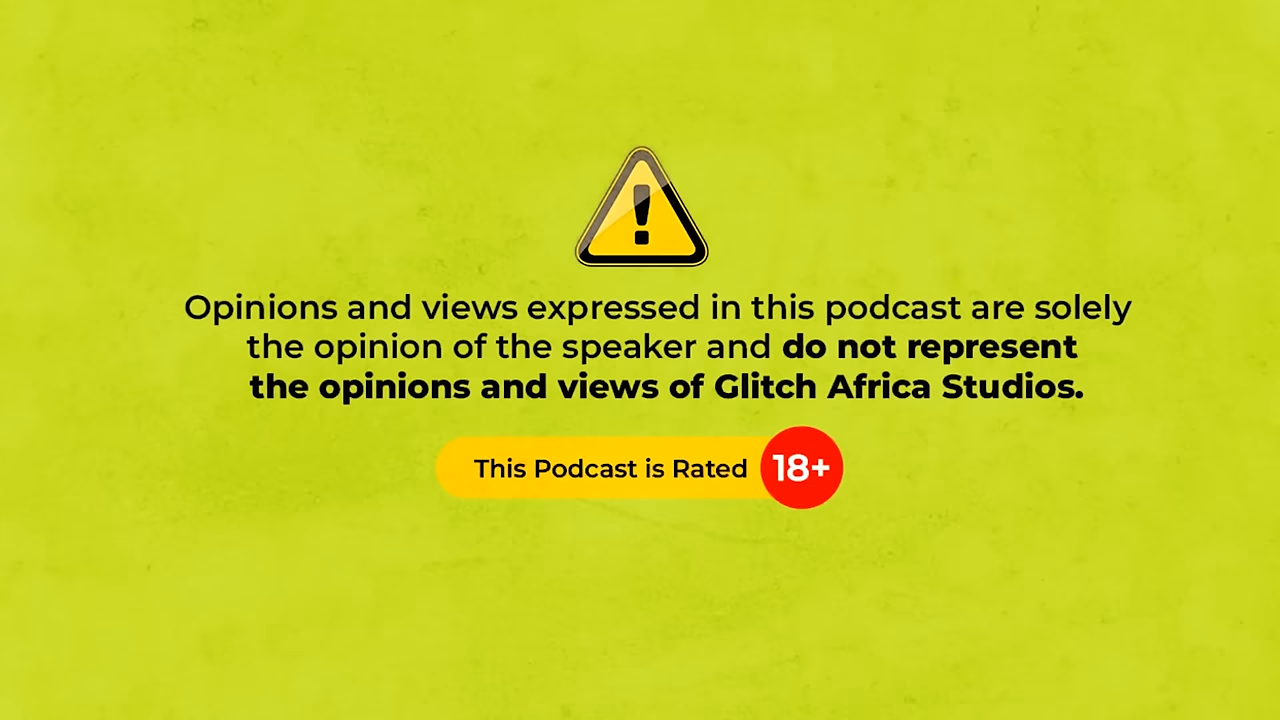 !
Opinions and views expressed in this podcast are solely
the opinion of the speaker and do not represent
the opinions and views of Glitch Africa Studios.
This Podcast is Rated 18+